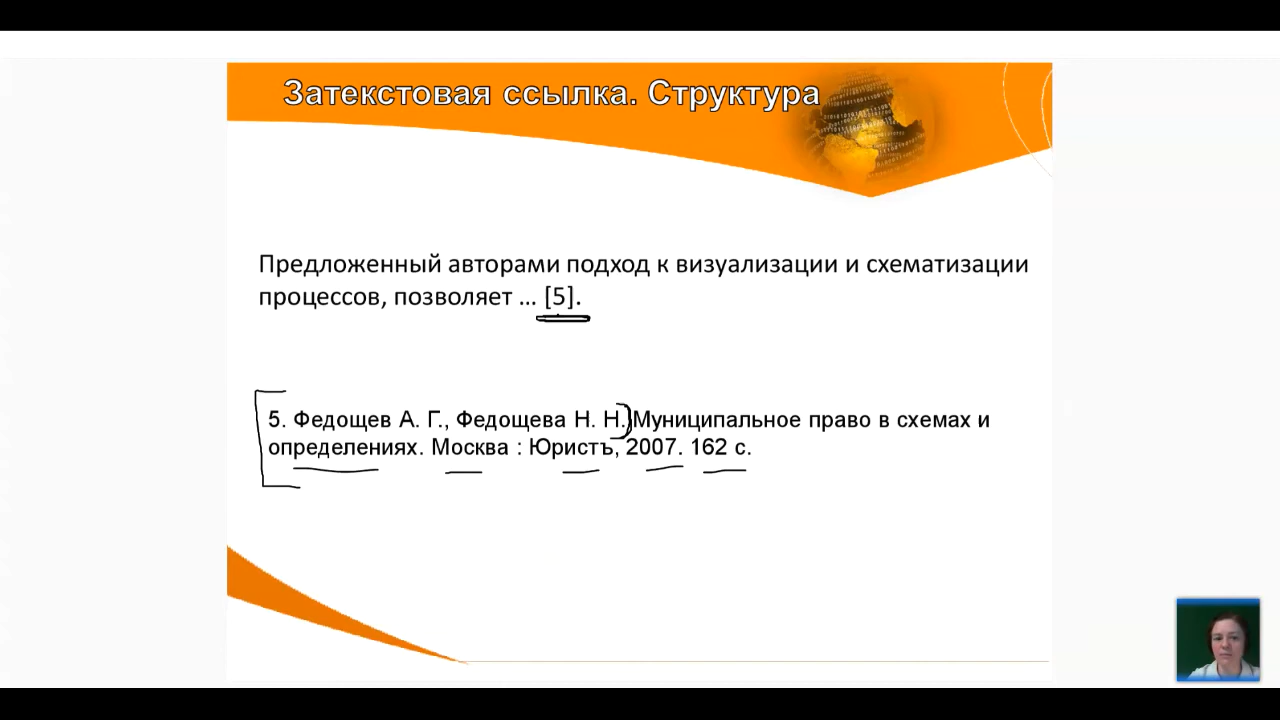 Затекстовая ссылка. Структура
Предложенный авторами подход к визуализации и схематизации
процессов, позволяет ... [5].
5. Федощев А. Г., Федощева Н. Н. Муниципальное право в схемах и
определениях. Москва : Юристъ, 2007. 162 с.